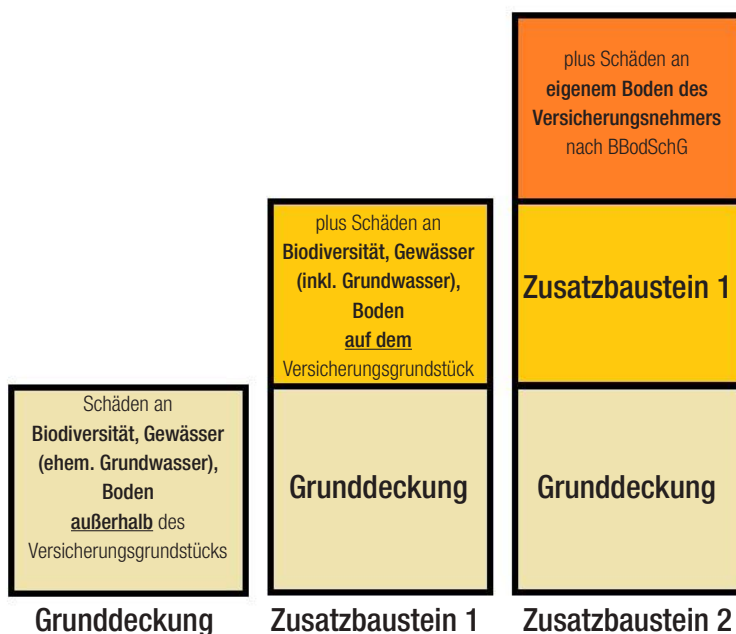 plus Schäden an
eigenem Boden des
Versicherungsnehmers
nach BBodSchG
plus Schäden an
Biodiversität, Gewässer
(inkl. Grundwasser),
Boden
auf dem
Versicherungsgrundstück
Zusatzbaustein 1
Schäden an
Biodiversität, Gewässer
(ehem. Grundwasser),
Boden
außerhalb des
Versicherungsgrundstücks
Grunddeckung
Grunddeckung
Grunddeckung
Zusatzbaustein 1
Zusatzbaustein 2